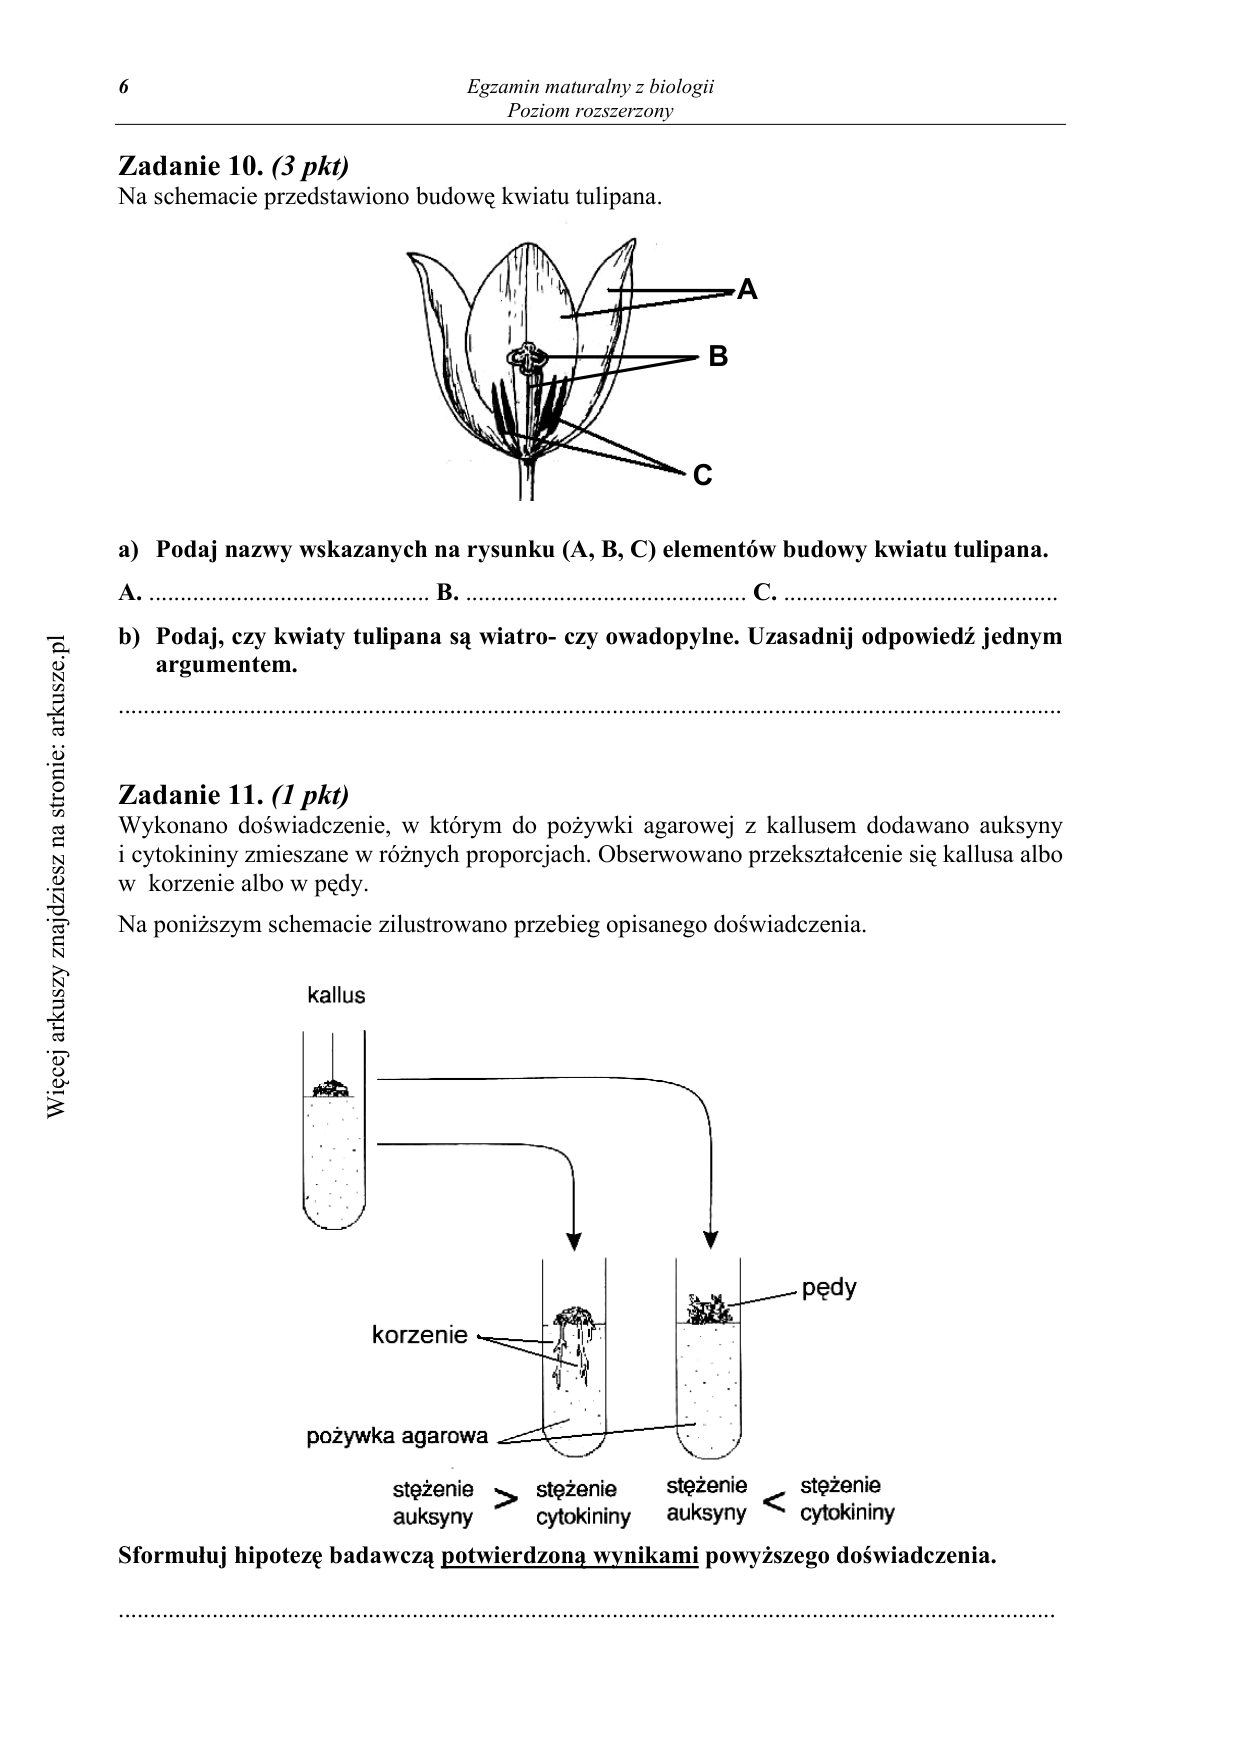 6
Egzamin maturalny z biologii
Poziom rozszerzony
Zadanie 10. (3 pkt)
Na schemacie przedstawiono budowę kwiatu tulipana.
A
B
C
a) Podaj nazwy wskazanych na rysunku (A, B, C) elementów budowy kwiatu tulipana.
A. ............................................. B. ............................................. C. ............................................
b) Podaj, czy kwiaty tulipana są wiatro- czy owadopylne. Uzasadnij odpowiedź jednym
argumentem.
.......................................................................................................................................................
Zadanie 11. (1 pkt)
Wykonano doświadczenie, w którym do pożywki agarowej z kallusem dodawano auksyny
i cytokininy zmieszane w różnych proporcjach. Obserwowano przekształcenie się kallusa albo
w korzenie albo w pędy.
Na poniższym schemacie zilustrowano przebieg opisanego doświadczenia.
kallus
pędy
korzenie
pożywka agarowa
stężenie auksyny > stężenie cytokininy
stężenie auksyny < stężenie cytokininy
Sformułuj hipotezę badawczą potwierdzoną wynikami powyższego doświadczenia.
......................................................................................................................................................
Więcej arkuszy znajdziesz na stronie: arkusze.pl